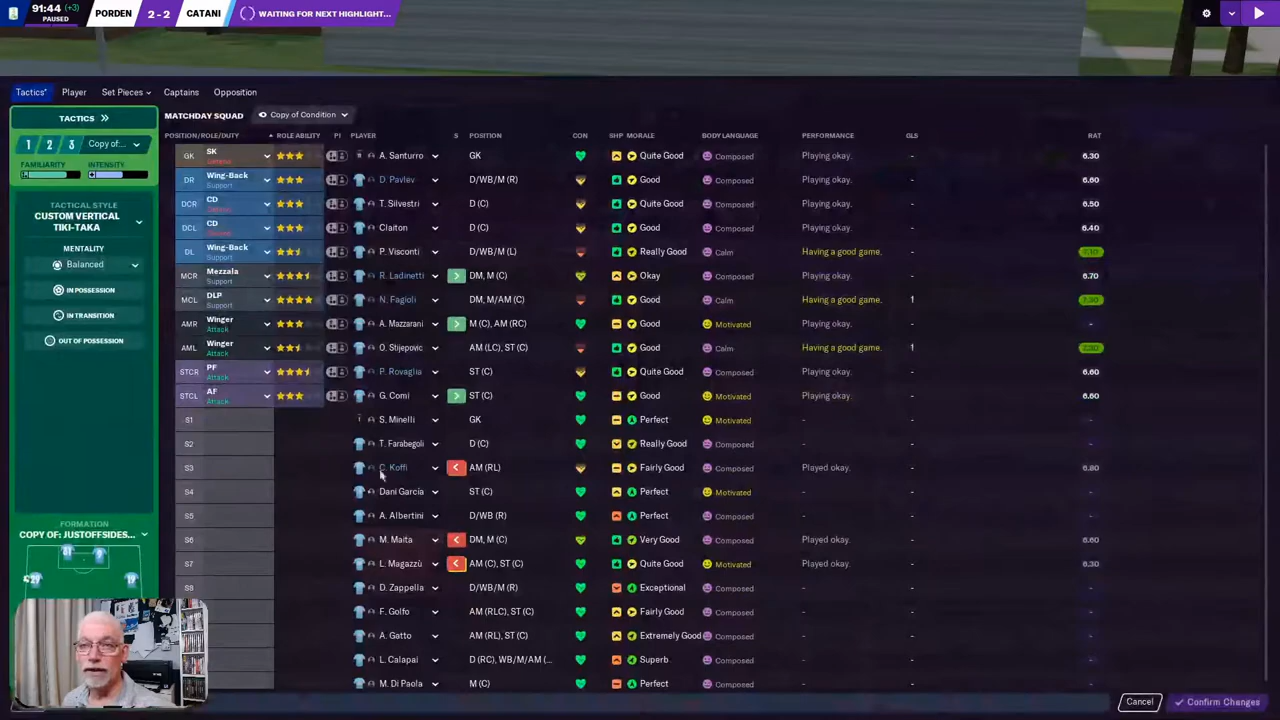 91:44 (+3) PAUSED PORDEN 2 - 2 CATANI WAITING FOR NEXT HIGHLIGHT...
Tactics* Player Set Pieces Captains Opposition
TACTICS MATCHDAY SQUAD Copy of Condition
POSITION/ROLE/DUTY ROLE ABILITY PI PLAYER S POSITION CON SHP MORALE BODY LANGUAGE PERFORMANCE GLS RAT
1 2 3 Copy of:...
FAMILIARITY INTENSITY
TACTICAL STYLE
CUSTOM VERTICAL TIKI-TAKA
MENTALITY
Balanced
IN POSSESSION
IN TRANSITION
OUT OF POSSESSION
FORMATION
COPY OF: JUSTOFFSIDES...
GK SK A. Santurro GK Quite Good Composed Playing okay. - 6.30
DR Wing-Back Support D. Pavlev D/WB/M (R) Good Composed Playing okay. - 6.60
DCR CD T. Silvestri D (C) Quite Good Composed Playing okay. - 6.50
DCL CD Claiton D (C) Good Composed Playing okay. - 6.40
DL Wing-Back Support P. Visconti D/WB/M (L) Really Good Calm Having a good game. -
MCR Mezzala Support R. Ladinetti DM, M (C) Okay Composed Playing okay. - 6.70
MCL DLP Support N. Fagioli DM, M/AM (C) Good Calm Having a good game. 1 7.30
AMR Winger Attack A. Mazzarani M (C), AM (RC) Good Motivated Playing okay. - -
AML Winger Attack O. Stijepovic AM (LC), ST (C) Good Calm Having a good game. 1
STCR PF Attack P. Rovaglia ST (C) Quite Good Composed Playing okay. - 6.60
STCL AF Attack G. Comi ST (C) Good Motivated Playing okay. - 6.60
S1 S. Minelli GK Perfect Motivated - - -
S2 T. Farabegoli D (C) Really Good Composed - - -
S3 C. Koffi AM (RL) Fairly Good Composed Played okay. - 6.80
S4 Dani García ST (C) Perfect Motivated - - -
S5 A. Albertini D/WB (R) Perfect Composed - - -
S6 M. Maita DM, M (C) Very Good Composed Played okay. - 6.60
S7 L. Magazzù AM (C), ST (C) Quite Good Motivated Played okay. - 6.30
S8 D. Zappella D/WB/M (R) Exceptional Composed - - -
F. Golfo AM (RLC), ST (C) Fairly Good Composed - - -
A. Gatto AM (RL), ST (C) Extremely Good Composed - - -
L. Calapai D (RC), WB/M/AM (... Superb Composed - - -
M. Di Paola M (C) Perfect Composed - - -
Cancel Confirm Changes